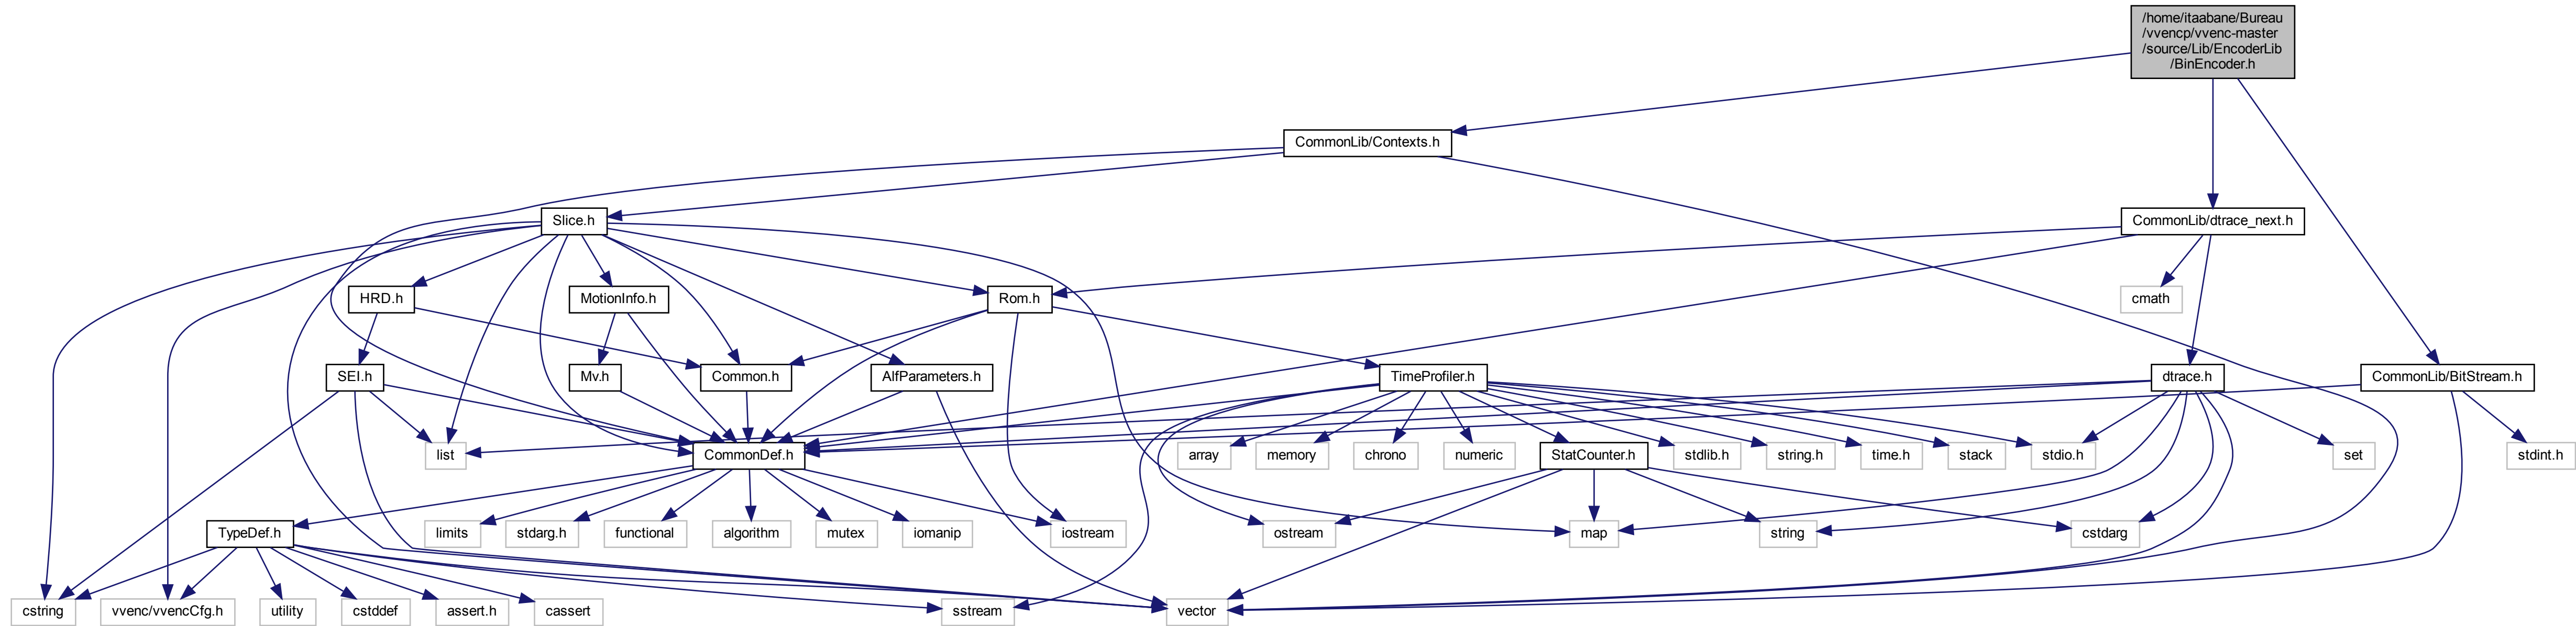 /home/itaabane/Bureau
/vvencp/vvenc-master
/source/Lib/EncoderLib
/BinEncoder.h
CommonLib/Contexts.h
Slice.h
CommonLib/dtrace_next.h
HRD.h
MotionInfo.h
Rom.h
cmath
SEI.h
Mv.h
Common.h
AlfParameters.h
TimeProfiler.h
dtrace.h
CommonLib/BitStream.h
list
CommonDef.h
array
memory
chrono
numeric
StatCounter.h
stdlib.h
string.h
time.h
stack
stdio.h
set
stdint.h
TypeDef.h
limits
stdarg.h
functional
algorithm
mutex
iomanip
iostream
ostream
map
string
cstdarg
cstring
vvenc/vvencCfg.h
utility
cstddef
assert.h
cassert
sstream
vector